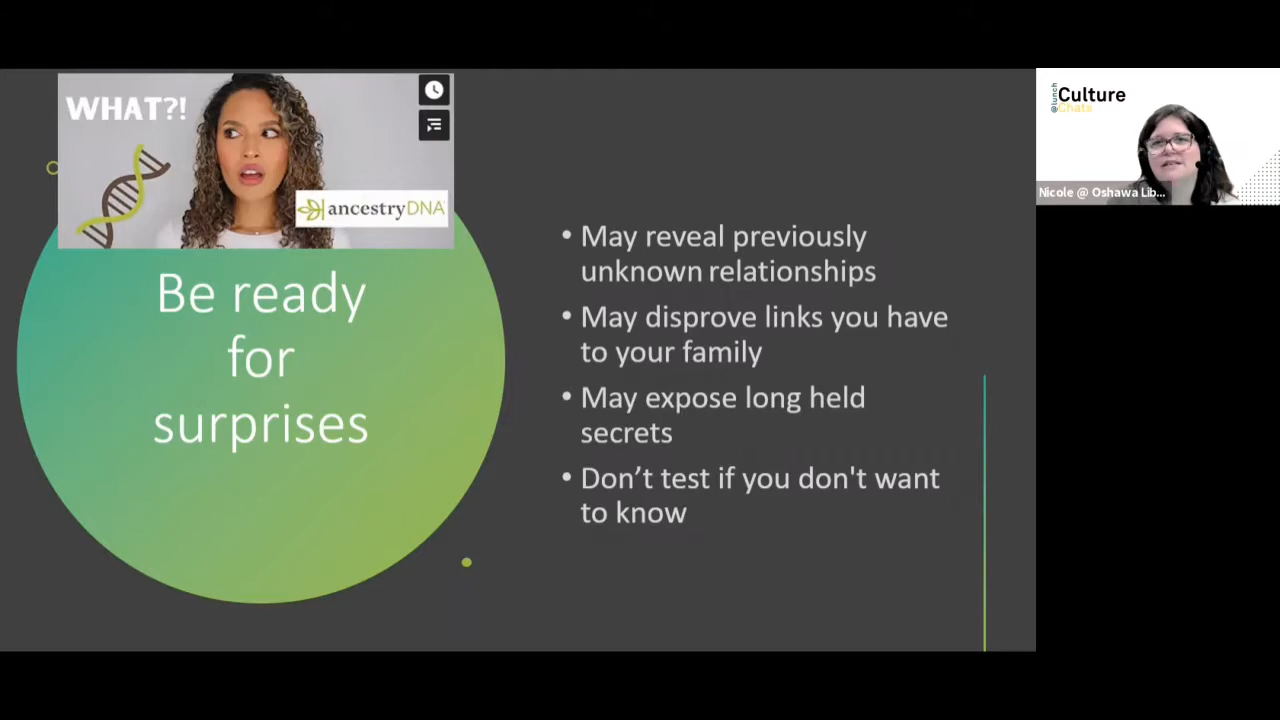 WHAT?!
ancestryDNA
Be ready
for
surprises
• May reveal previously
unknown relationships
• May disprove links you have
to your family
• May expose long held
secrets
• Don’t test if you don't want
to know
@lunch
Culture
Chats
Nicole @ Oshawa Lib...